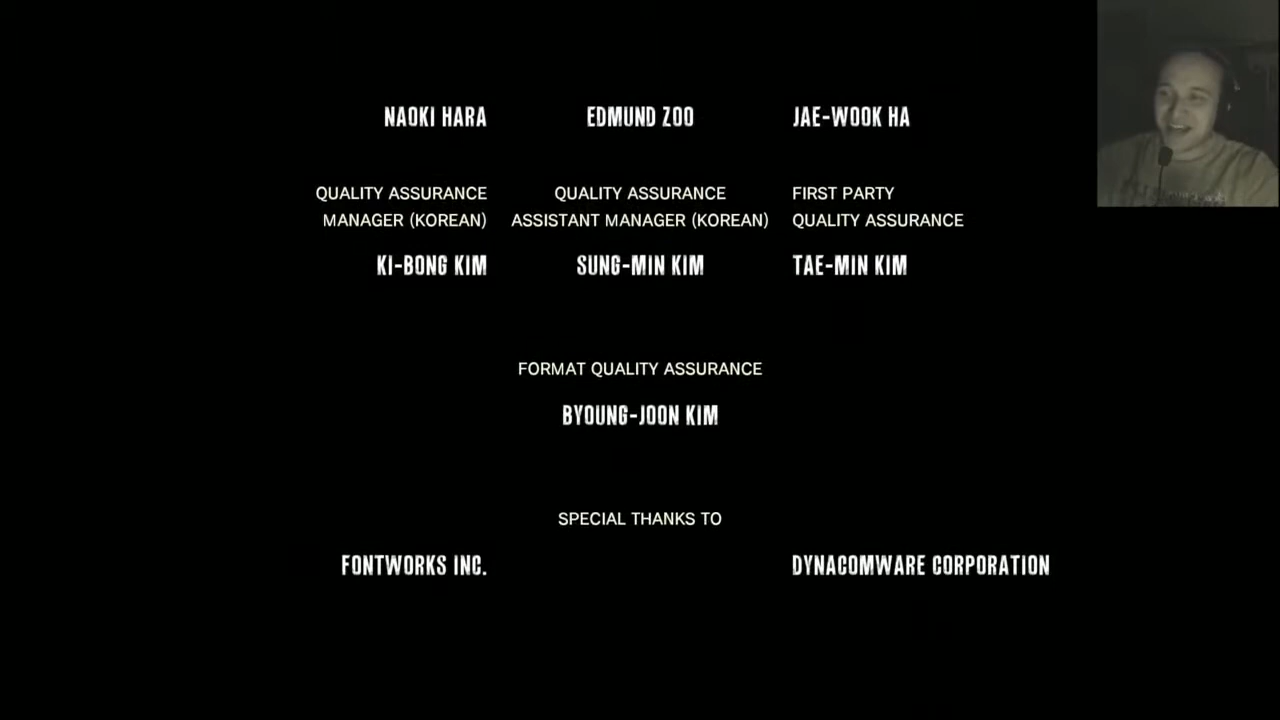 NAOKI HARA
EDMUND ZOO
JAE-WOOK HA
QUALITY ASSURANCE
MANAGER (KOREAN)
KI-BONG KIM
QUALITY ASSURANCE
ASSISTANT MANAGER (KOREAN)
SUNG-MIN KIM
FIRST PARTY
QUALITY ASSURANCE
TAE-MIN KIM
FORMAT QUALITY ASSURANCE
BYOUNG-JOON KIM
SPECIAL THANKS TO
FONTWORKS INC.
DYNACOMWARE CORPORATION